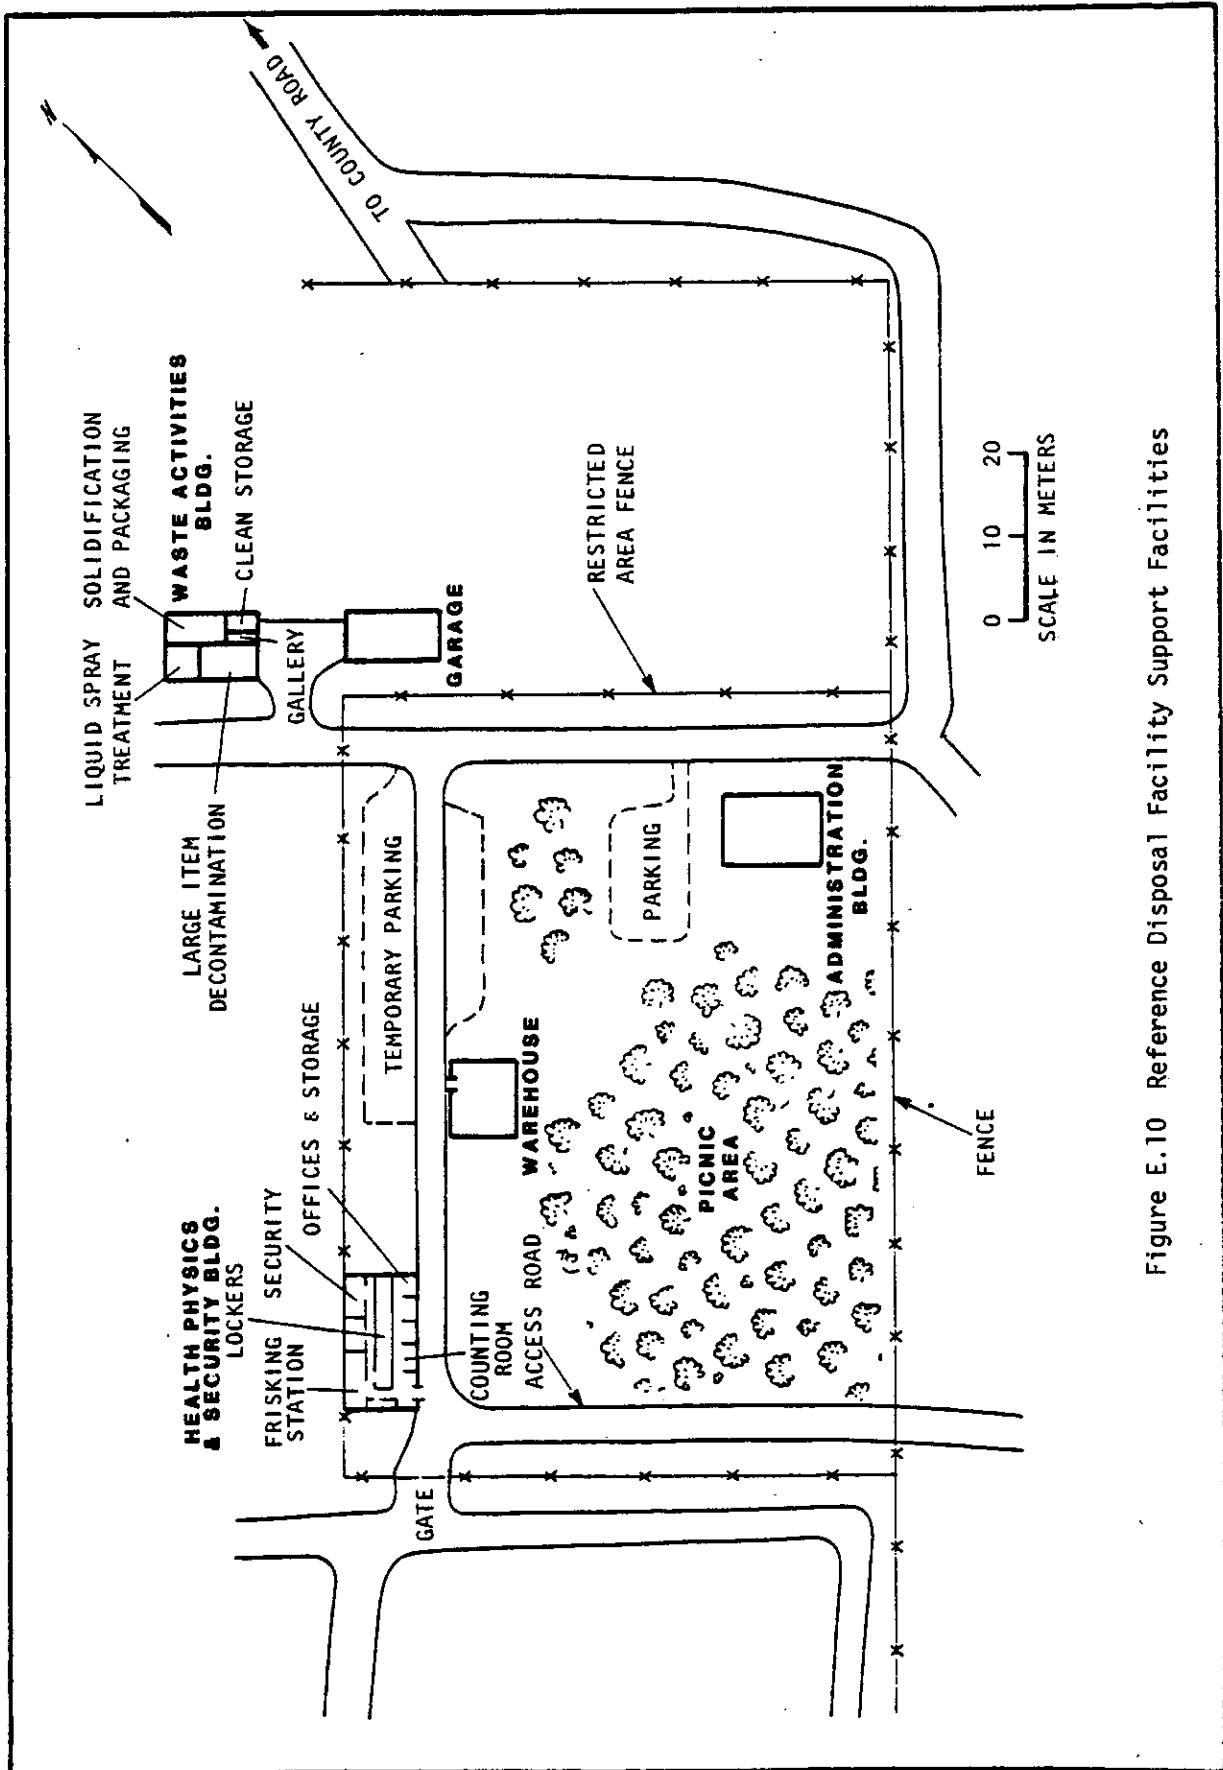 TO COUNTY ROAD
N
LIQUID SPRAY
TREATMENT
SOLIDIFICATION
AND PACKAGING
WASTE ACTIVITIES
BLDG.
CLEAN STORAGE
LARGE ITEM
DECONTAMINATION
GALLERY
GARAGE
HEALTH PHYSICS
& SECURITY BLDG.
LOCKERS
FRISKING
STATION
SECURITY
OFFICES & STORAGE
TEMPORARY PARKING
RESTRICTED
AREA FENCE
GATE
COUNTING
ROOM
ACCESS ROAD
WAREHOUSE
PARKING
PICNIC
AREA
ADMINISTRATION
BLDG.
FENCE
0 10 20
SCALE IN METERS
Figure E.10 Reference Disposal Facility Support Facilities